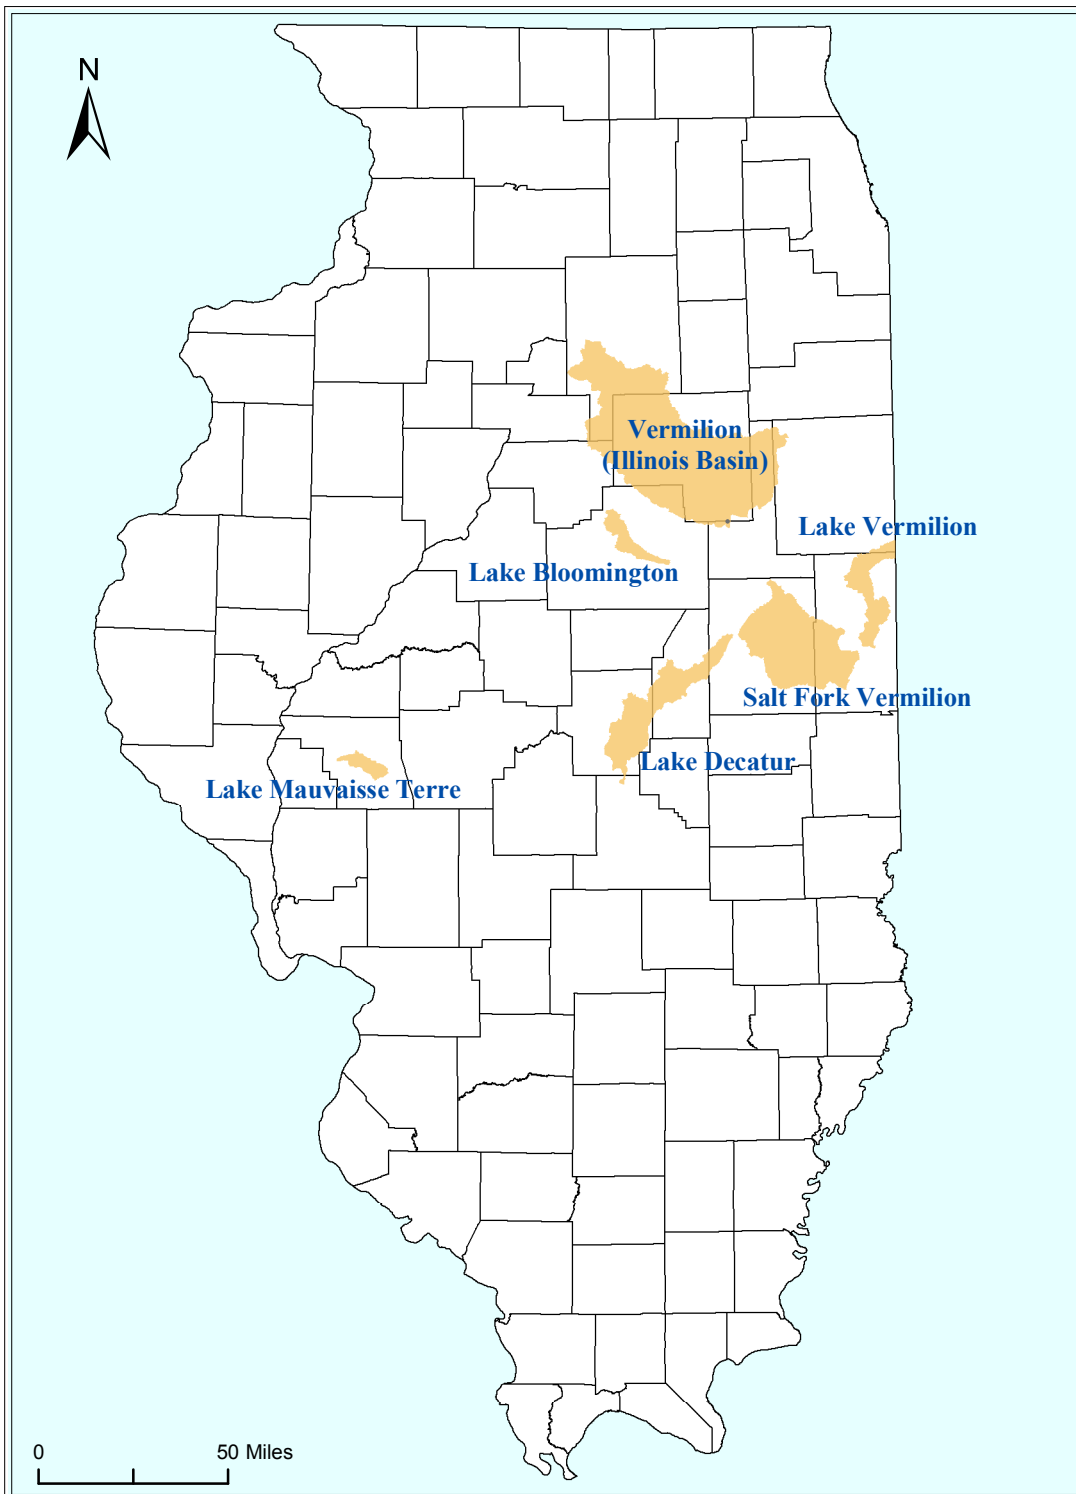 N
Vermilion
(Illinois Basin)
Lake Vermilion
Lake Bloomington
Salt Fork Vermilion
Lake Decatur
Lake Mauvaisse Terre
0
50 Miles